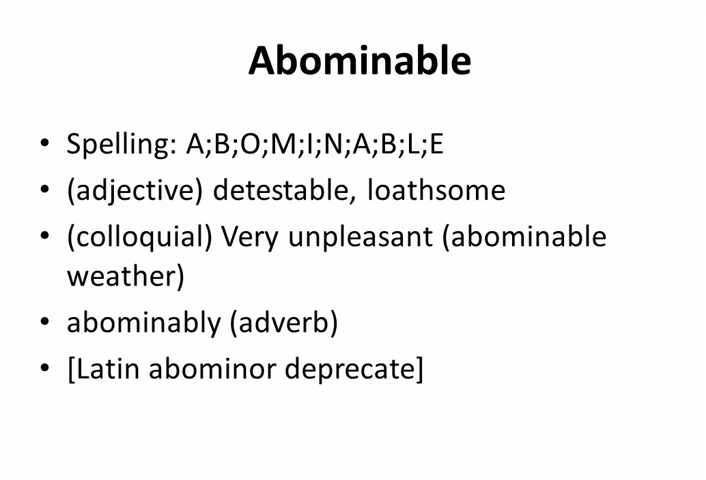 Abominable
• Spelling: A;B;O;M;I;N;A;B;L;E
• (adjective) detestable, loathsome
• (colloquial) Very unpleasant (abominable
weather)
• abominably (adverb)
• [Latin abominor deprecate]